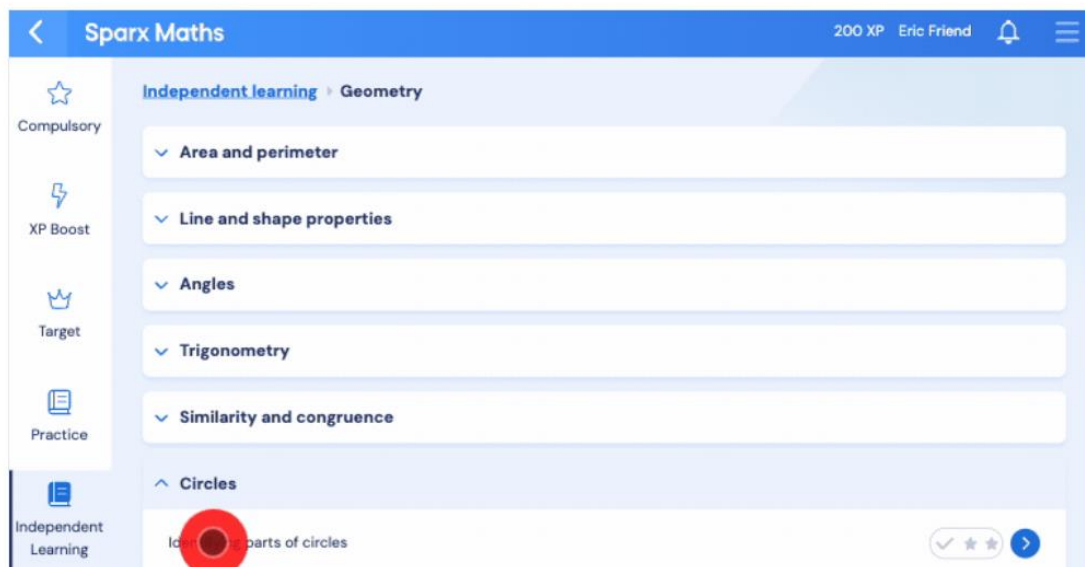 Sparx Maths
200 XP Eric Friend
Compulsory
XP Boost
Target
Practice
Independent
Learning
Independent learning Geometry
Area and perimeter
Line and shape properties
Angles
Trigonometry
Similarity and congruence
Circles
parts of circles